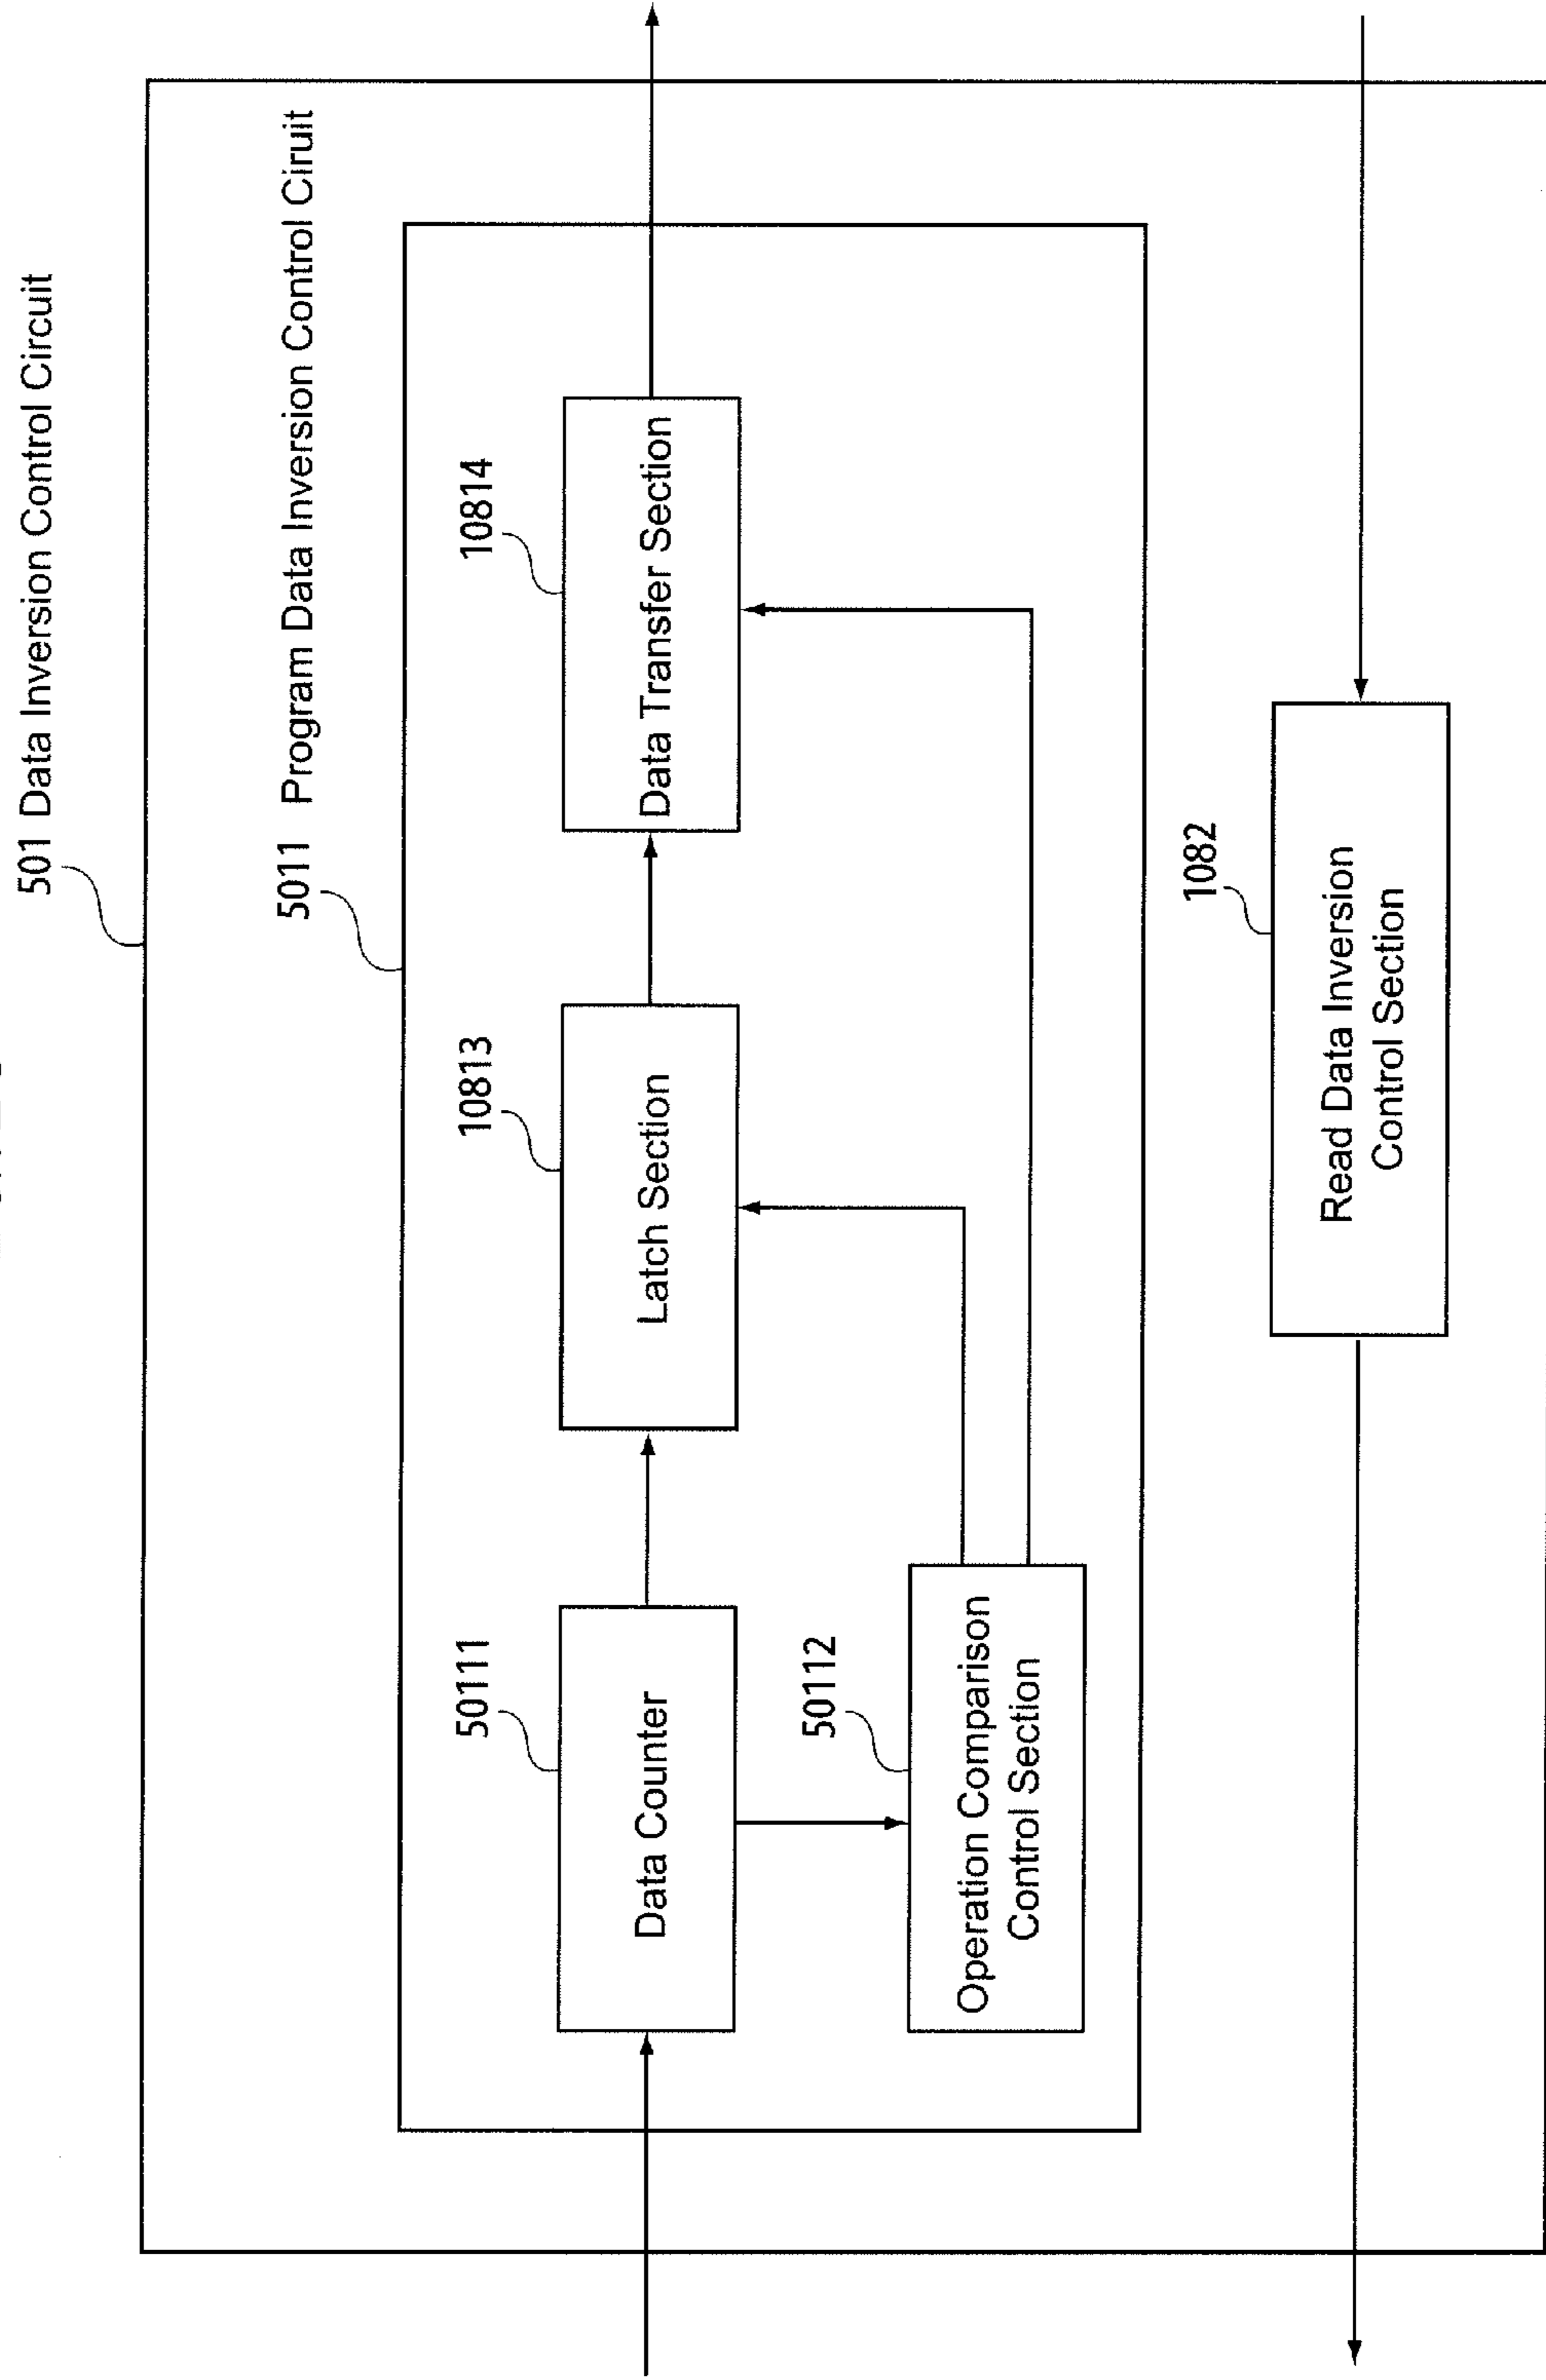 501 Data Inversion Control Circuit
5011 Program Data Inversion Control Ciruit
50111
Data Counter
10813
Latch Section
10814
Data Transfer Section
50112
Operation Comparison
Control Section
1082
Read Data Inversion
Control Section